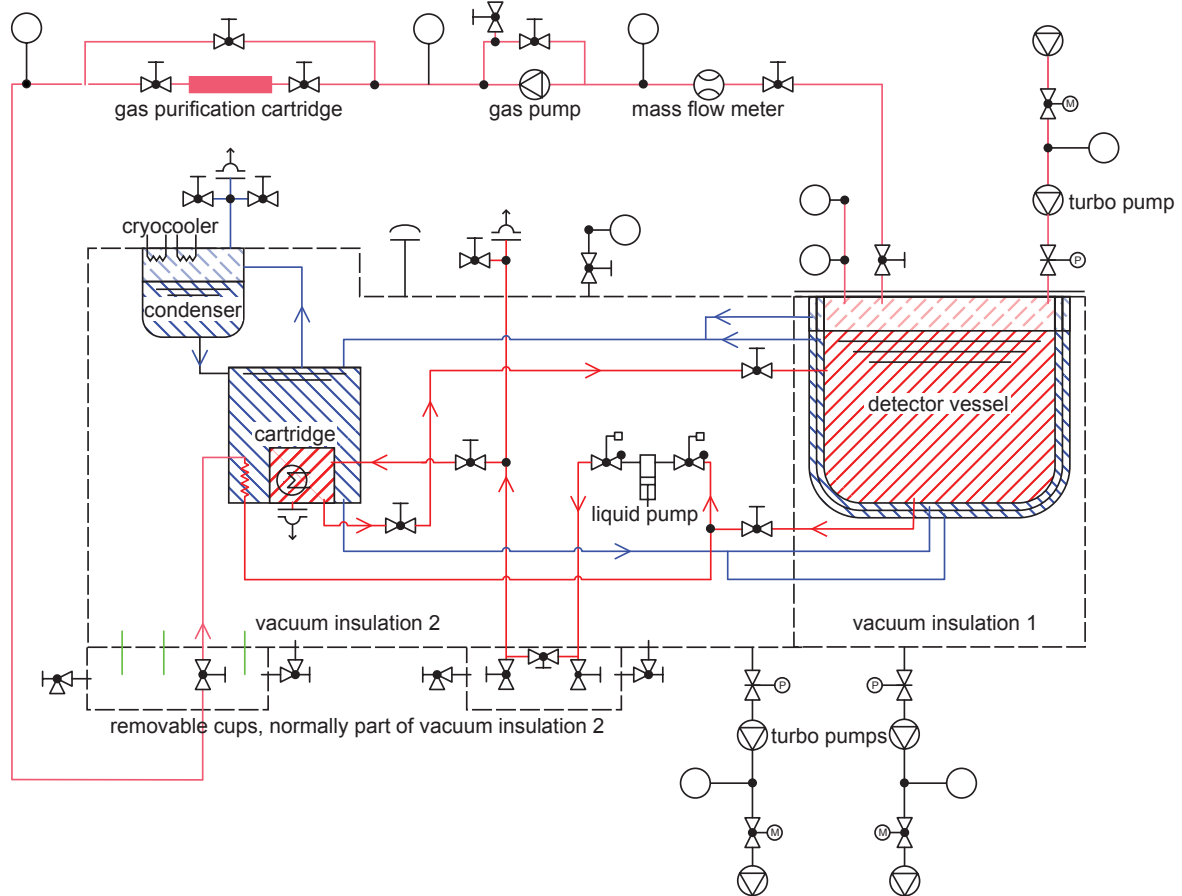 gas purification cartridge
gas pump
mass flow meter
M
turbo pump
P
cryocooler
condenser
detector vessel
cartridge
liquid pump
vacuum insulation 2
vacuum insulation 1
removable cups, normally part of vacuum insulation 2
P
P
turbo pumps
M
M